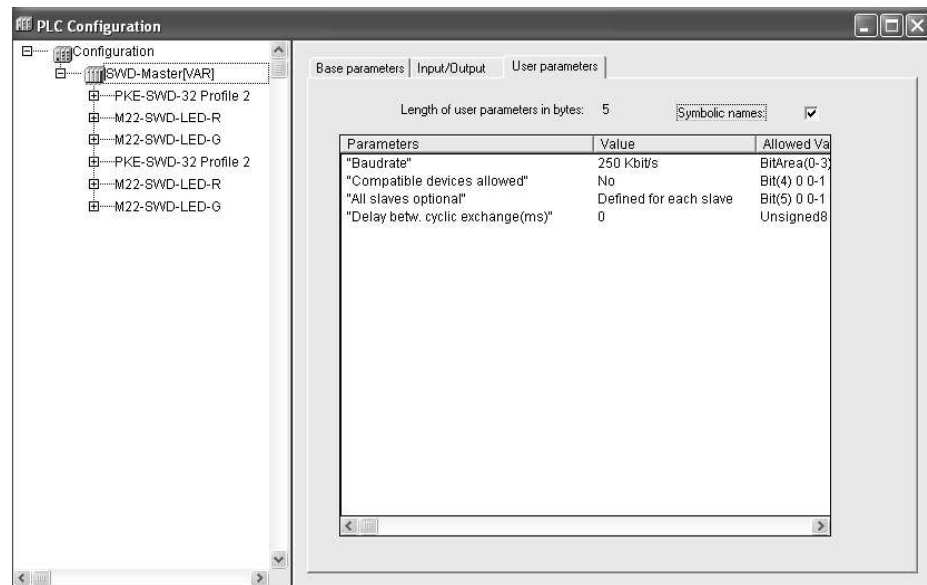 PLC Configuration
Configuration
SWD-Master[VAR]
PKE-SWD-32 Profile 2
M22-SWD-LED-R
M22-SWD-LED-G
PKE-SWD-32 Profile 2
M22-SWD-LED-R
M22-SWD-LED-G
Base parameters Input/Output User parameters
Length of user parameters in bytes: 5 Symbolic names:
Parameters Value Allowed Va
"Baudrate" 250 Kbit/s BitArea(0-3)
"Compatible devices allowed" No Bit(4) 0 0-1
"All slaves optional" Defined for each slave Bit(5) 0 0-1
"Delay betw. cyclic exchange(ms)" 0 Unsigned8